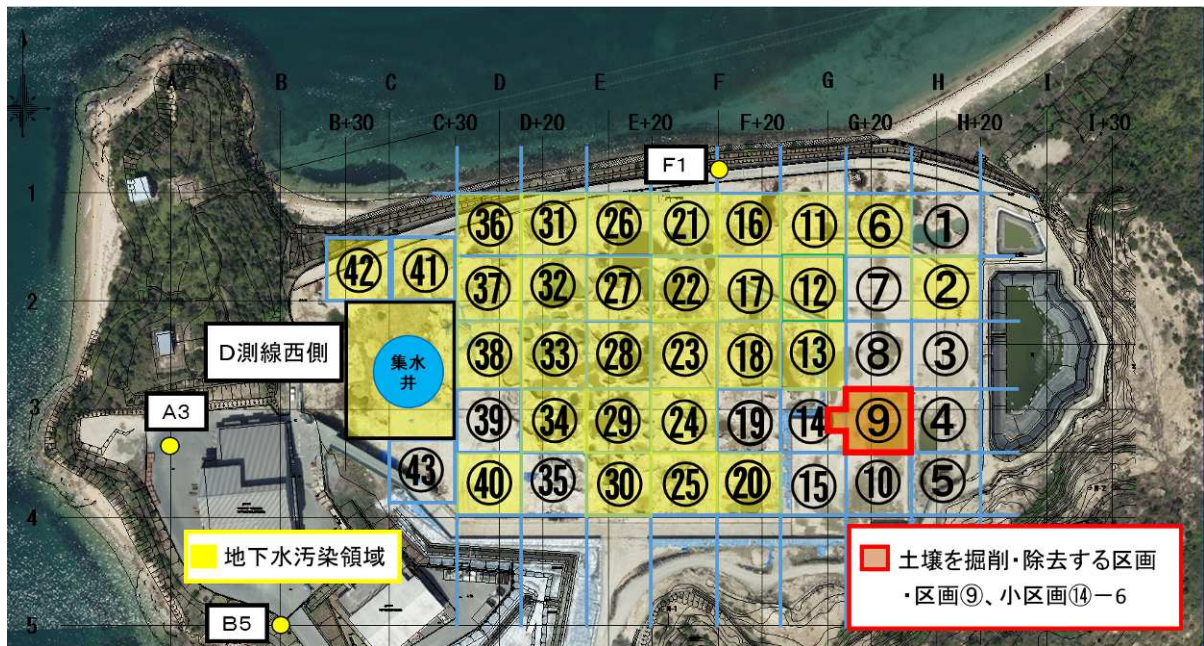 A B C D E F G H I
B+30 C+30 D+20 E+20 F+20 G+20 H+20 I+30
F1
1
㊱ ㉛ ㉖ ㉑ ⑯ ⑪ ⑥ ①
㊷ ㊶
㊲ ㉜ ㉗ ㉒ ⑰ ⑫ ⑦ ②
2
D測線西側
集水
井
㊳ ㉝ ㉘ ㉓ ⑱ ⑬ ⑧ ③
A3
3
㊴ ㉞ ㉙ ㉔ ⑲ ⑭ ⑨ ④
㊸
㊵ ㉟ ㉚ ㉕ ⑳ ⑮ ⑩ ⑤
4
地下水汚染領域
土壌を掘削・除去する区画
・区画⑨、小区画⑭－6
B5
5